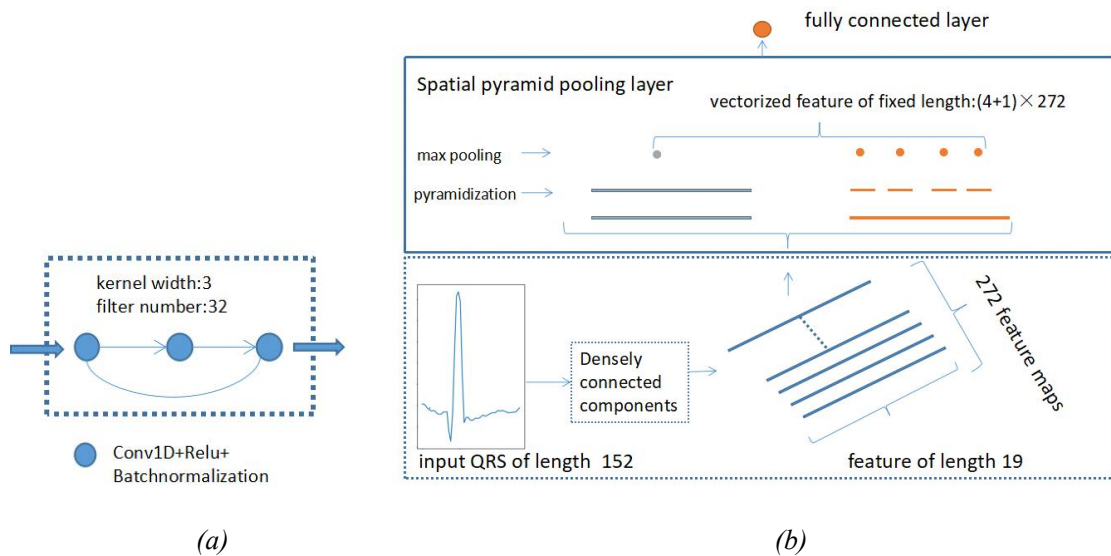 fully connected layer
Spatial pyramid pooling layer
vectorized feature of fixed length:(4+1)×272
max pooling
pyramidization
kernel width:3
filter number:32
Conv1D+Relu+
Batchnormalization
Densely
connected
components
272 feature maps
input QRS of length 152
feature of length 19
(a)
(b)